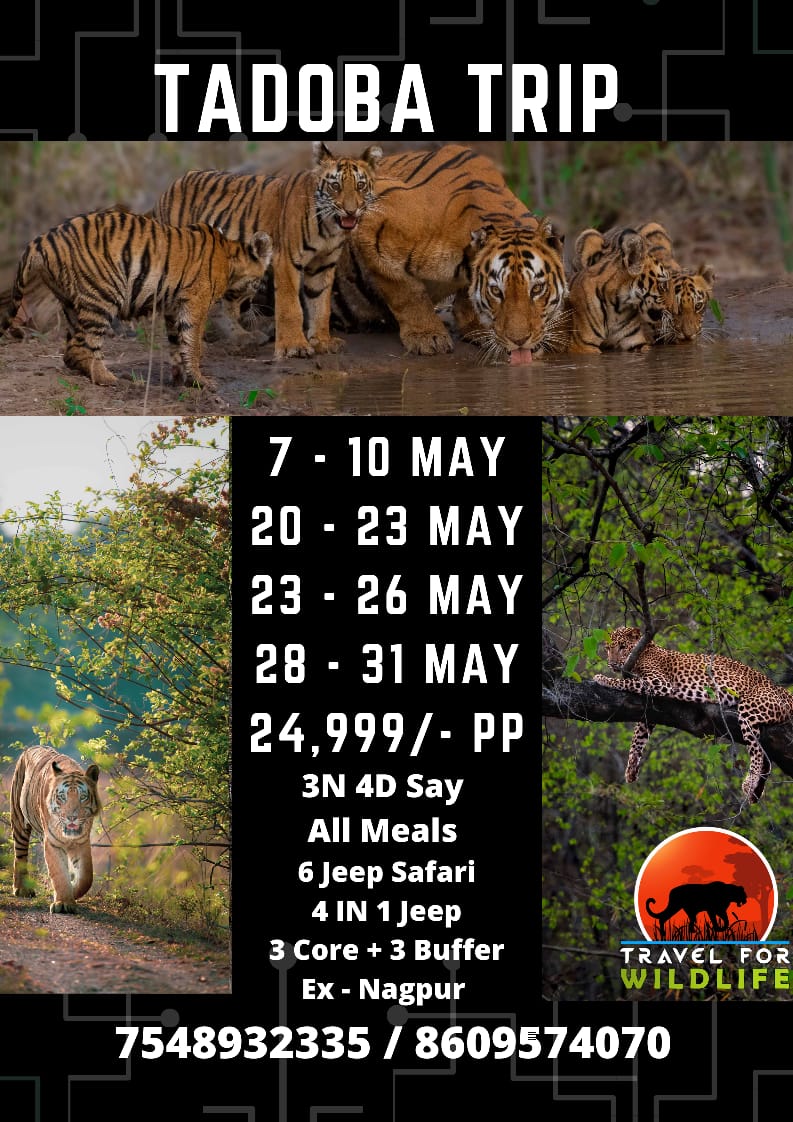 TADOBA TRIP
7 - 10 MAY
20 - 23 MAY
23 - 26 MAY
28 - 31 MAY
24,999/- PP
3N 4D Say
All Meals
6 Jeep Safari
4 IN 1 Jeep
3 Core + 3 Buffer
Ex - Nagpur
TRAVEL FOR
WILDLIFE
7548932335 / 8609574070